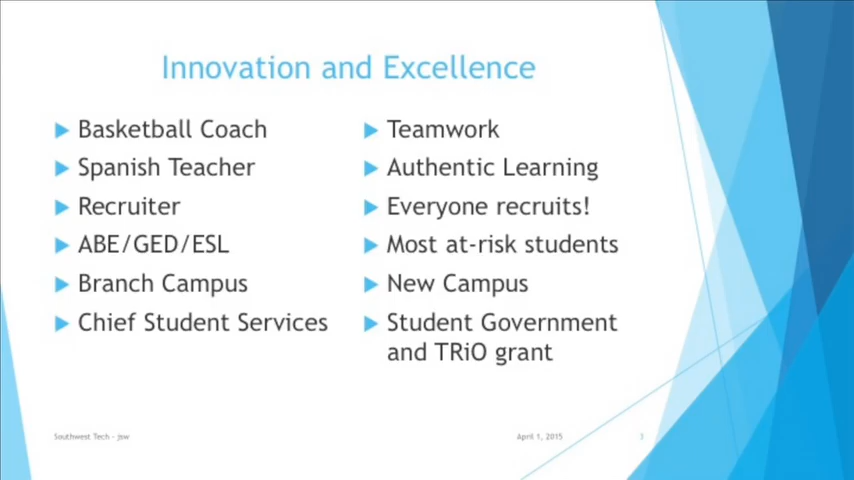 Innovation and Excellence
Basketball Coach
Spanish Teacher
Recruiter
ABE/GED/ESL
Branch Campus
Chief Student Services
Teamwork
Authentic Learning
Everyone recruits!
Most at-risk students
New Campus
Student Government
and TRiO grant
Southwest Tech - jsw
April 1, 2015
3